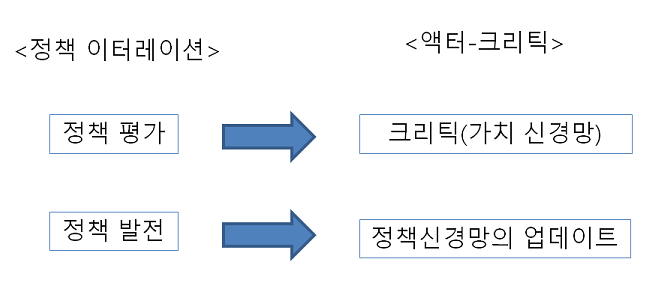 <정책 이터레이션>
<액터-크리틱>
정책 평가
크리틱(가치 신경망)
정책 발전
정책신경망의 업데이트